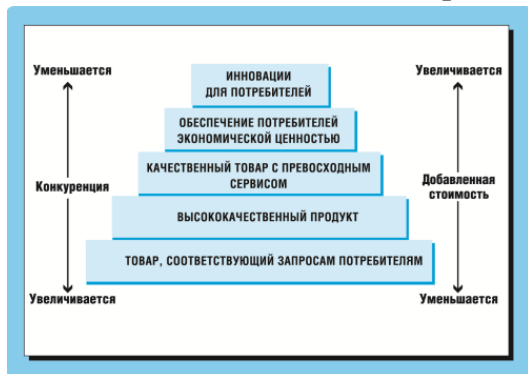 Уменьшается
Увеличивается
ИННОВАЦИИ
ДЛЯ ПОТРЕБИТЕЛЕЙ
ОБЕСПЕЧЕНИЕ ПОТРЕБИТЕЛЕЙ
ЭКОНОМИЧЕСКОЙ ЦЕННОСТЬЮ
КАЧЕСТВЕННЫЙ ТОВАР С ПРЕВОСХОДНЫМ
СЕРВИСОМ
Конкуренция
Добавленная
стоимость
ВЫСОКОКАЧЕСТВЕННЫЙ ПРОДУКТ
ТОВАР, СООТВЕТСТВУЮЩИЙ ЗАПРОСАМ ПОТРЕБИТЕЛЯМ
Увеличивается
Уменьшается